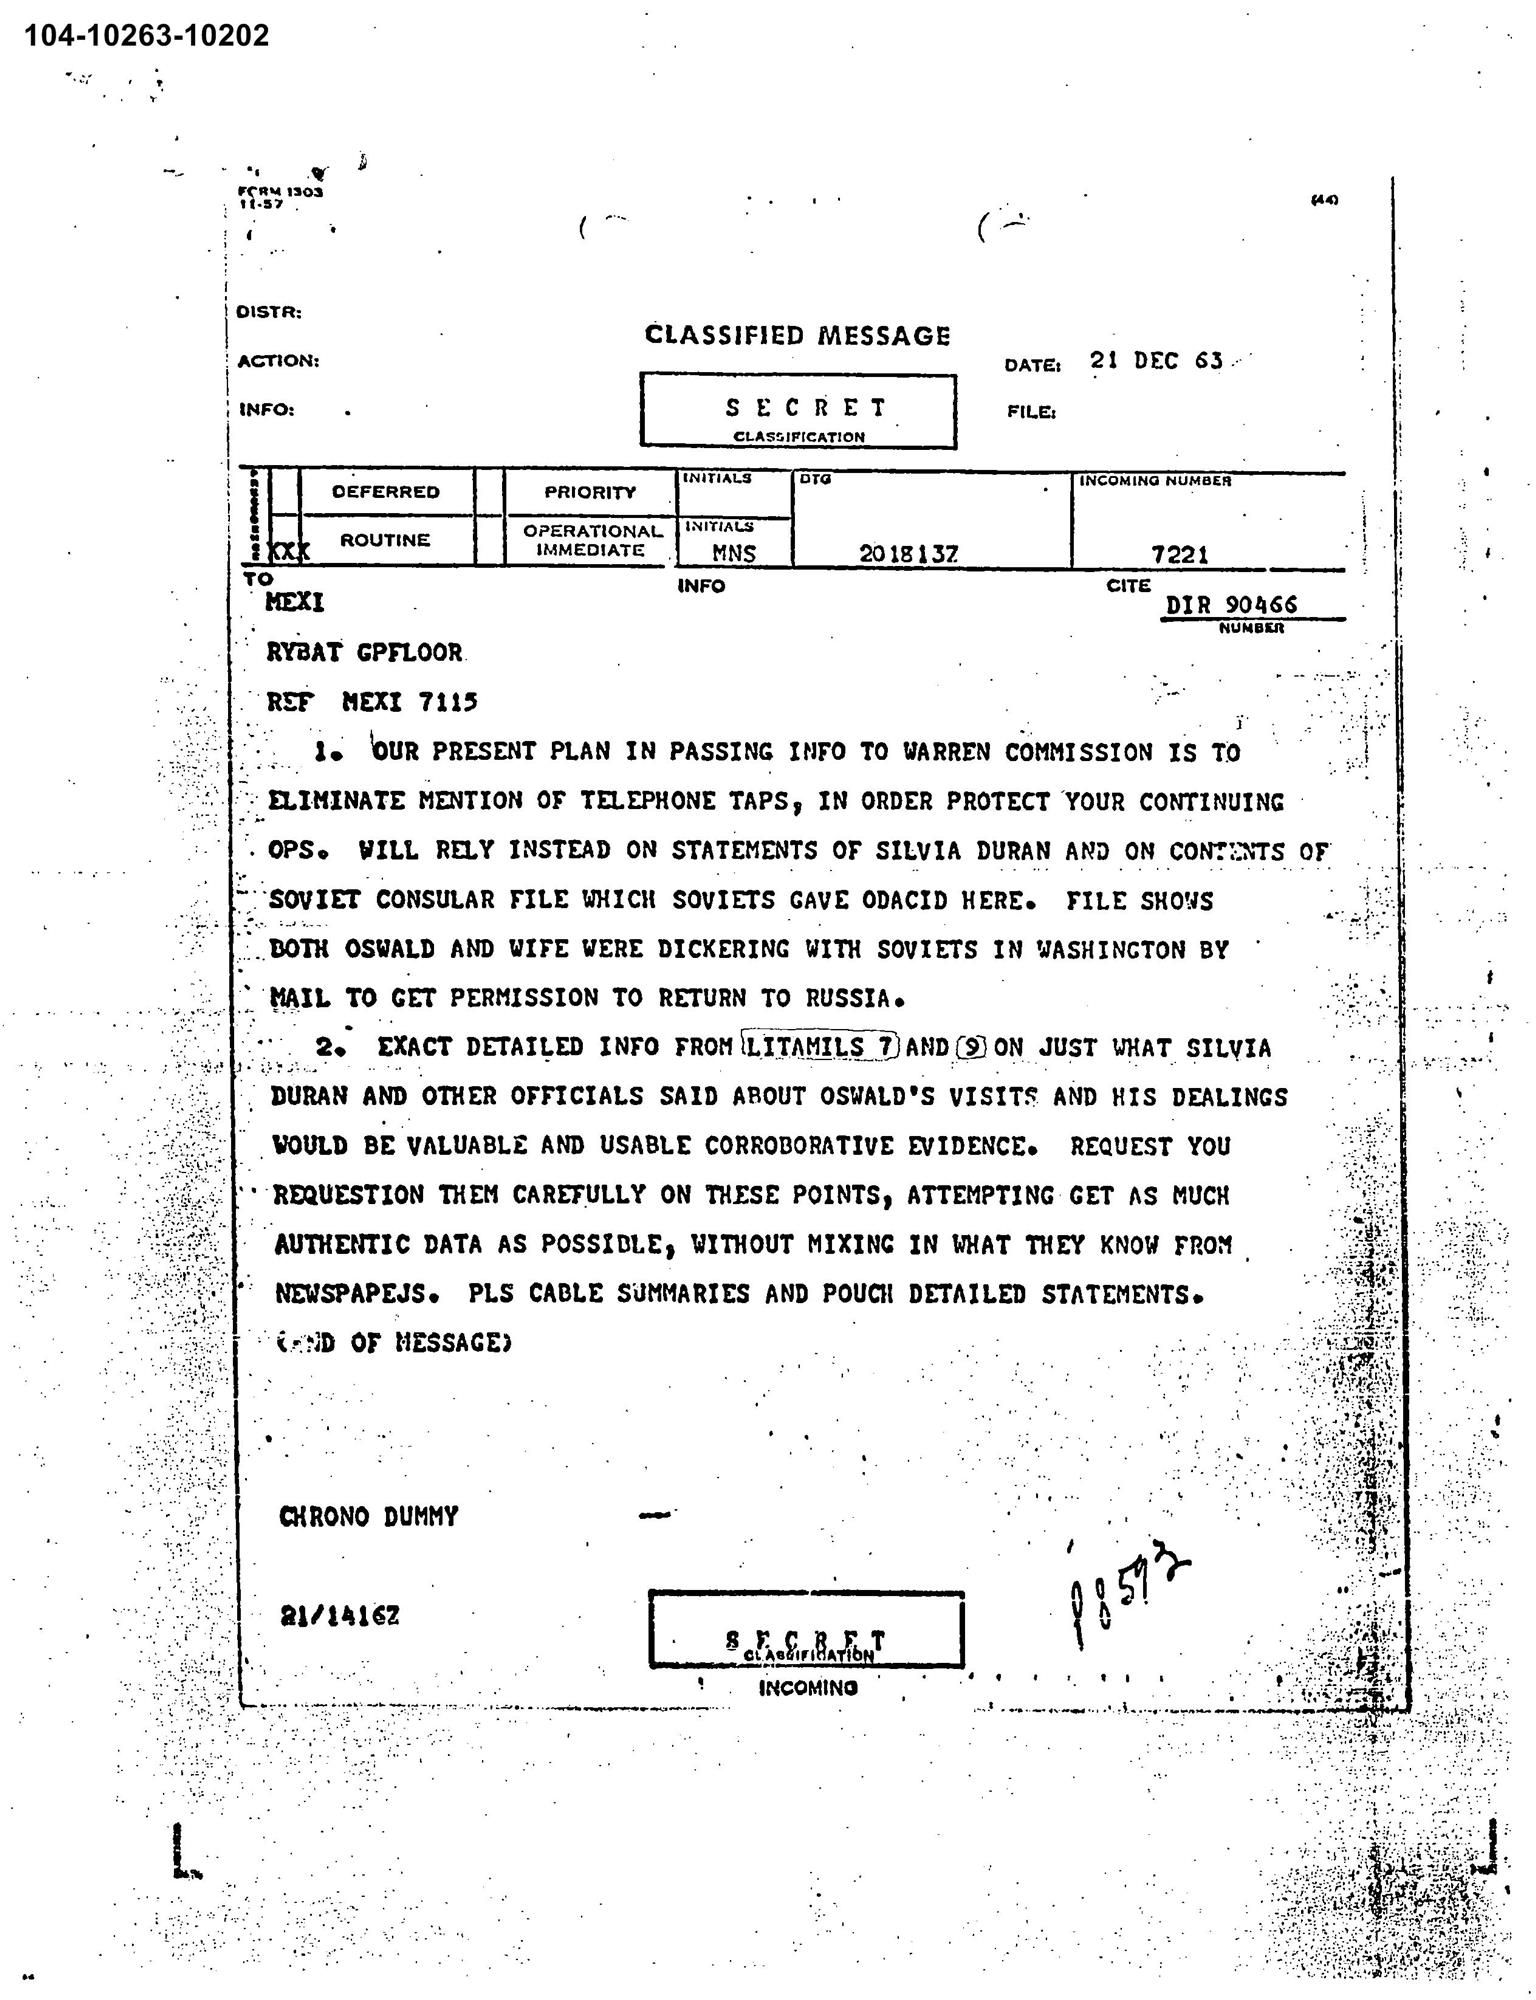 104-10263-10202
FORM 1303
11-57
(44)
DISTR:
CLASSIFIED MESSAGE
ACTION:
DATE: 21 DEC 63
INFO:
S E C R E T
FILE:
CLASSIFICATION
DEFERRED PRIORITY INITIALS DTG INCOMING NUMBER
XXX ROUTINE OPERATIONAL IMMEDIATE INITIALS MNS 201813Z 7221
TO INFO CITE
MEXI DIR 90466
NUMBER
RYBAT GPFLOOR
REF MEXI 7115
1. OUR PRESENT PLAN IN PASSING INFO TO WARREN COMMISSION IS TO
ELIMINATE MENTION OF TELEPHONE TAPS, IN ORDER PROTECT YOUR CONTINUING
OPS. WILL RELY INSTEAD ON STATEMENTS OF SILVIA DURAN AND ON CONTENTS OF
SOVIET CONSULAR FILE WHICH SOVIETS GAVE ODACID HERE. FILE SHOWS
BOTH OSWALD AND WIFE WERE DICKERING WITH SOVIETS IN WASHINGTON BY
MAIL TO GET PERMISSION TO RETURN TO RUSSIA.
2. EXACT DETAILED INFO FROM LITAMILS 7 AND 9 ON JUST WHAT SILVIA
DURAN AND OTHER OFFICIALS SAID ABOUT OSWALD'S VISITS AND HIS DEALINGS
WOULD BE VALUABLE AND USABLE CORROBORATIVE EVIDENCE. REQUEST YOU
REQUESTION THEM CAREFULLY ON THESE POINTS, ATTEMPTING GET AS MUCH
AUTHENTIC DATA AS POSSIBLE, WITHOUT MIXING IN WHAT THEY KNOW FROM
NEWSPAPEJS. PLS CABLE SUMMARIES AND POUCH DETAILED STATEMENTS.
(END OF MESSAGE)
CHRONO DUMMY
21/1416Z
S E C R E T
CLASSIFICATION
INCOMING